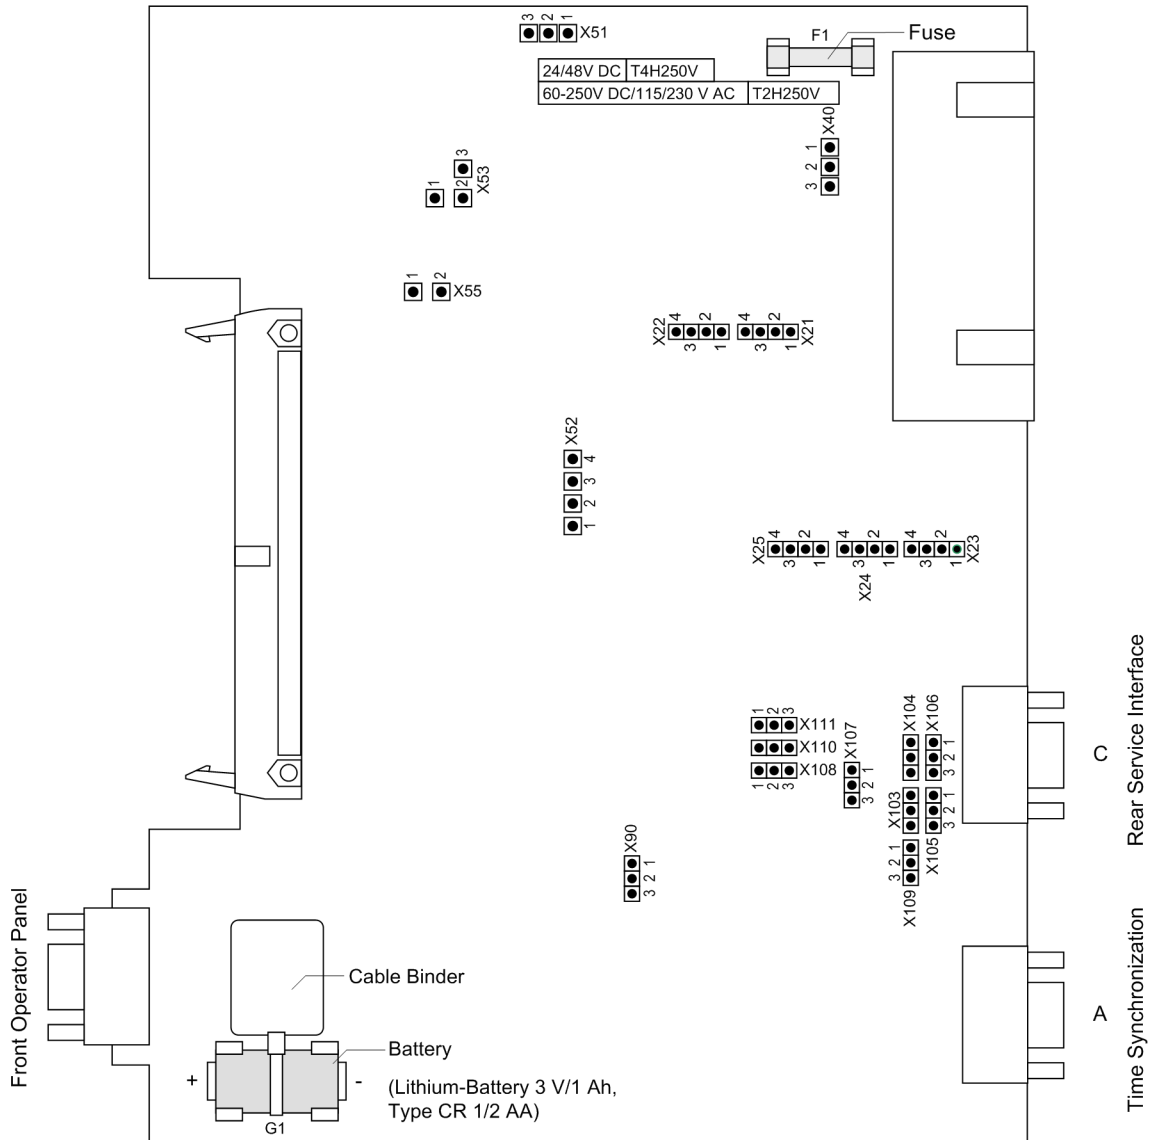 3 2 1 X51
F1
Fuse
24/48V DC T4H250V
60-250V DC/115/230 V AC T2H250V
X40
1
2
3
3
1 2 X53
1 2 X55
X22 4 2
3 1
4 2 X21
3 1
X52
4
3
2
1
X25 4 2
3 1
4 2
3 1
X24
4 2
3 1 X23
Rear Service Interface
C
1 2 3
X111
X110
X108
1 2 3
X107
3 2 1
X104 X106
3 2 1
X103
3 2 1
X105
3 2 1
X109
X90
3 2 1
Front Operator Panel
Cable Binder
Battery
+ -
(Lithium-Battery 3 V/1 Ah,
Type CR 1/2 AA)
G1
A
Time Synchronization